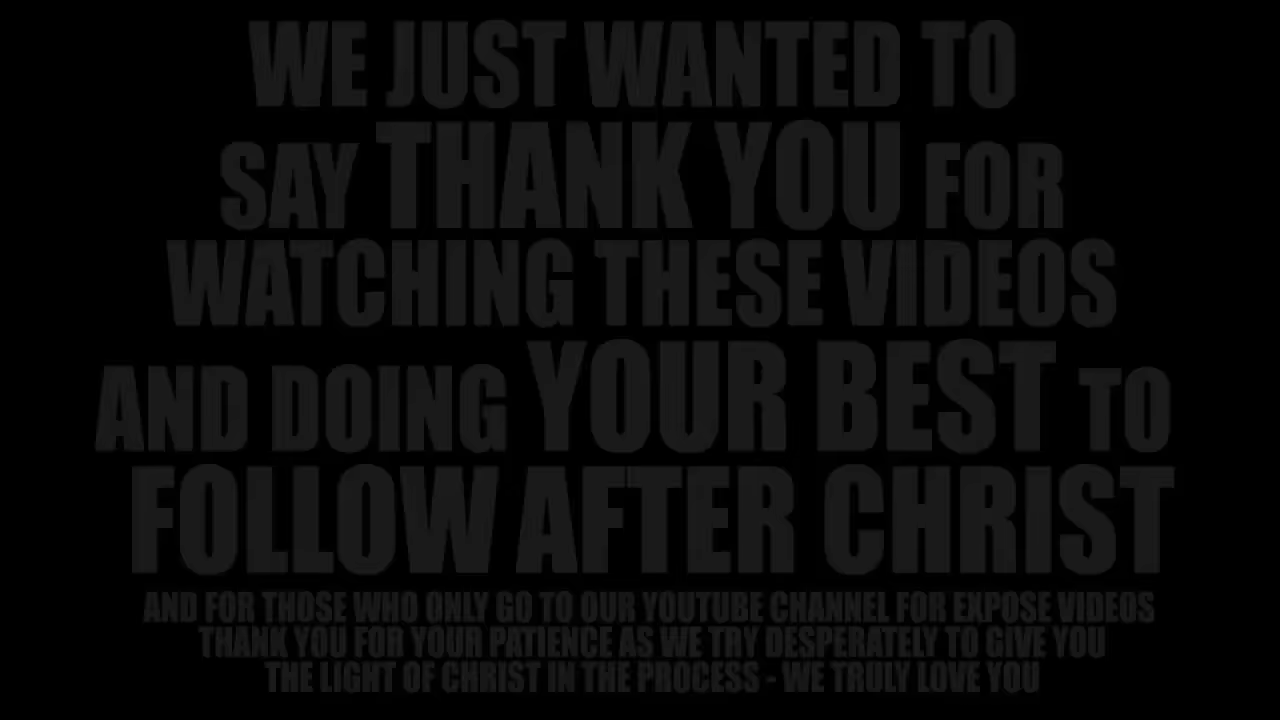 WE JUST WANTED TO
SAY THANK YOU FOR
WATCHING THESE VIDEOS
AND DOING YOUR BEST TO
FOLLOW AFTER CHRIST
AND FOR THOSE WHO ONLY GO TO OUR YOUTUBE CHANNEL FOR EXPOSE VIDEOS
THANK YOU FOR YOUR PATIENCE AS WE TRY DESPERATELY TO GIVE YOU
THE LIGHT OF CHRIST IN THE PROCESS - WE TRULY LOVE YOU